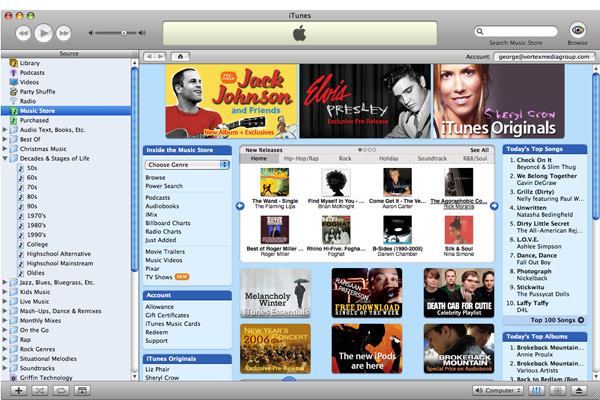 iTunes
Search Music Store
Browse
Source
Library
Podcasts
Videos
Party Shuffle
Radio
Music Store
Purchased
Audio Text, Books, Etc.
Best Of
Christmas Music
Decades & Stages of Life
50s
60s
70s
80s
90s
1970's
1980's
1990's
College
Highschool Alternative
Highschool Mainstream
Oldies
Jazz, Blues, Bluegrass, Etc.
Kids Music
Live Music
Mash-Ups, Dance & Remixes
Monthly Mixes
On the Go
Rap
Rock Genres
Situational Melodies
Soundtracks
Griffin Technology
Account:
george@vortexmediagroup.com
PRE-ORDER
Jack
Johnson
and Friends
New Album + Exclusives
Elvis
PRESLEY
Exclusive Pre-Release
Sheryl Crow
iTunes Originals
Inside the Music Store
Choose Genre
Browse
Power Search
Podcasts
Audiobooks
iMix
Billboard Charts
Radio Charts
Just Added
Movie Trailers
Music Videos
Pixar
TV Shows NEW
Account
Allowance
Gift Certificates
iTunes Music Cards
Redeem
Support
iTunes Originals
Liz Phair
Sheryl Crow
New Releases
See All
Home
Hip-Hop/Rap
Rock
Holiday
Soundtrack
R&B/Soul
The Wand - Single
The Flaming Lips
Find Myself in You - ...
Brian McKnight
Come Get It - The Ve...
Aaron Carter
The Agoraphobic Co...
Rick Moranis
Best of Roger Miller ...
Roger Miller
FOGHAT
Rhino Hi-Five: Fogha...
Foghat
B-Sides (1990-2005)
Darwin Chamber
Silk & Soul
Nina Simone
Melancholy
Winter
iTunes Essentials
RAHSAAN
PATTERSON
FREE DOWNLOAD
SINGLE OF THE WEEK
DEATH CAB FOR CUTIE
Celebrity Playlist
NEW YEAR'S
CONCERT
2006
The new iPods
are here
BROKEBACK
MOUNTAIN
Special Price on Audiobook
Today's Top Songs
1. Check On It
Beyoncé & Slim Thug
2. We Belong Together
Gavin DeGraw
3. Grillz (Dirty)
Nelly featuring Paul W...
4. Unwritten
Natasha Bedingfield
5. Dirty Little Secret
The All-American Rej...
6. L.O.V.E.
Ashlee Simpson
7. Dance, Dance
Fall Out Boy
8. Photograph
Nickelback
9. Stickwitu
The Pussycat Dolls
10. Laffy Taffy
D4L
Top 100 Songs
Today's Top Albums
1. Brokeback Mountain...
Annie Proulx
2. Brokeback Mountain...
Various Artists
3. Back to Bedlam (Bon...
Computer